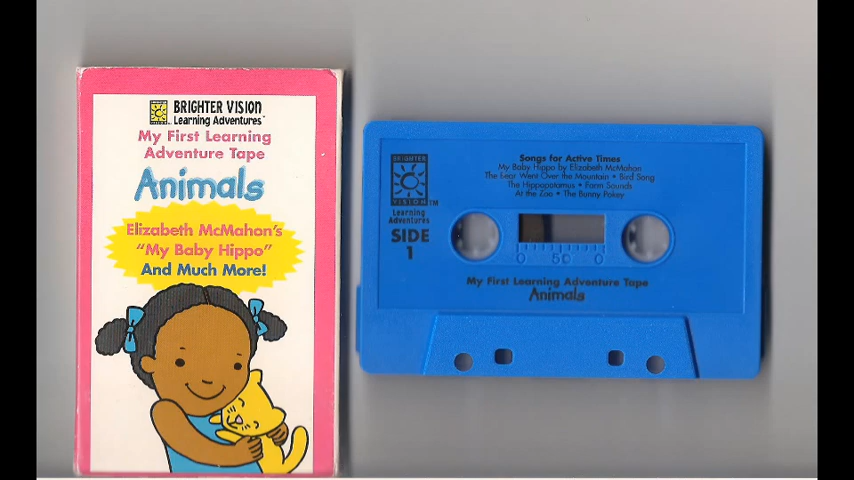 BRIGHTER VISION
Learning Adventures™
My First Learning
Adventure Tape
Animals
Elizabeth McMahon's
"My Baby Hippo"
And Much More!
BRIGHTER
VISION™
Learning
Adventures
SIDE
1
Songs for Active Times
My Baby Hippo by Elizabeth McMahon
The Bear Went Over the Mountain • Bird Song
The Hippopotamus • Farm Sounds
At the Zoo • The Bunny Pokey
0 50 0
My First Learning Adventure Tape
Animals